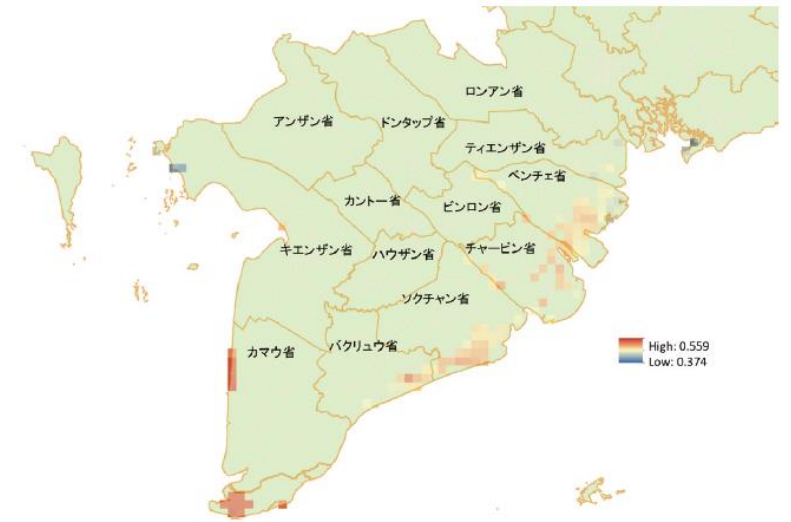 ロンアン省
アンザン省
ドンタップ省
ティエンザン省
ベンチェ省
カントー省
ビンロン省
キエンザン省
ハウザン省
チャービン省
ソクチャン省
カマウ省
バクリュウ省
High: 0.559
Low: 0.374